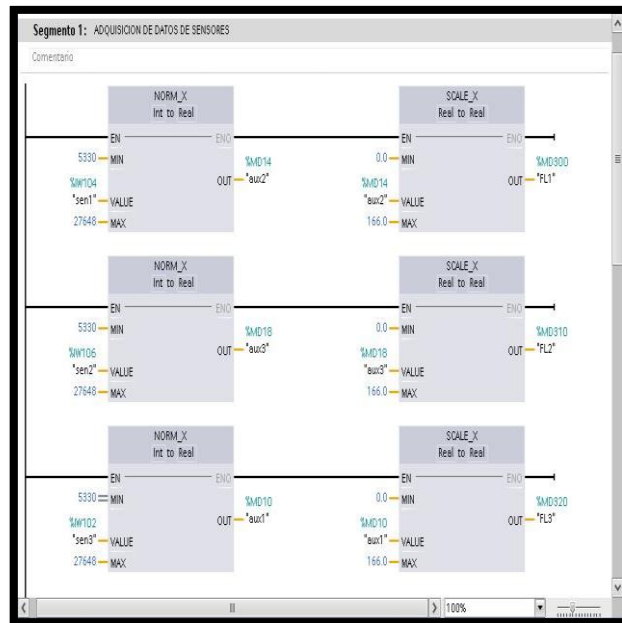 Segmento 1: ADQUISICION DE DATOS DE SENSORES
Comentario
NORM_X
Int to Real
EN
ENO
5330
MIN
%MD14
%IW104
OUT
"aux2"
"sen1"
VALUE
27648
MAX
SCALE_X
Real to Real
EN
ENO
0.0
MIN
%MD300
%MD14
OUT
"FL1"
"aux2"
VALUE
166.0
MAX
NORM_X
Int to Real
EN
ENO
5330
MIN
%MD18
%IW106
OUT
"aux3"
"sen2"
VALUE
27648
MAX
SCALE_X
Real to Real
EN
ENO
0.0
MIN
%MD310
%MD18
OUT
"FL2"
"aux3"
VALUE
166.0
MAX
NORM_X
Int to Real
EN
ENO
5330
MIN
%MD10
%IW102
OUT
"aux1"
"sen3"
VALUE
27648
MAX
SCALE_X
Real to Real
EN
ENO
0.0
MIN
%MD320
%MD10
OUT
"FL3"
"aux1"
VALUE
166.0
MAX
100%